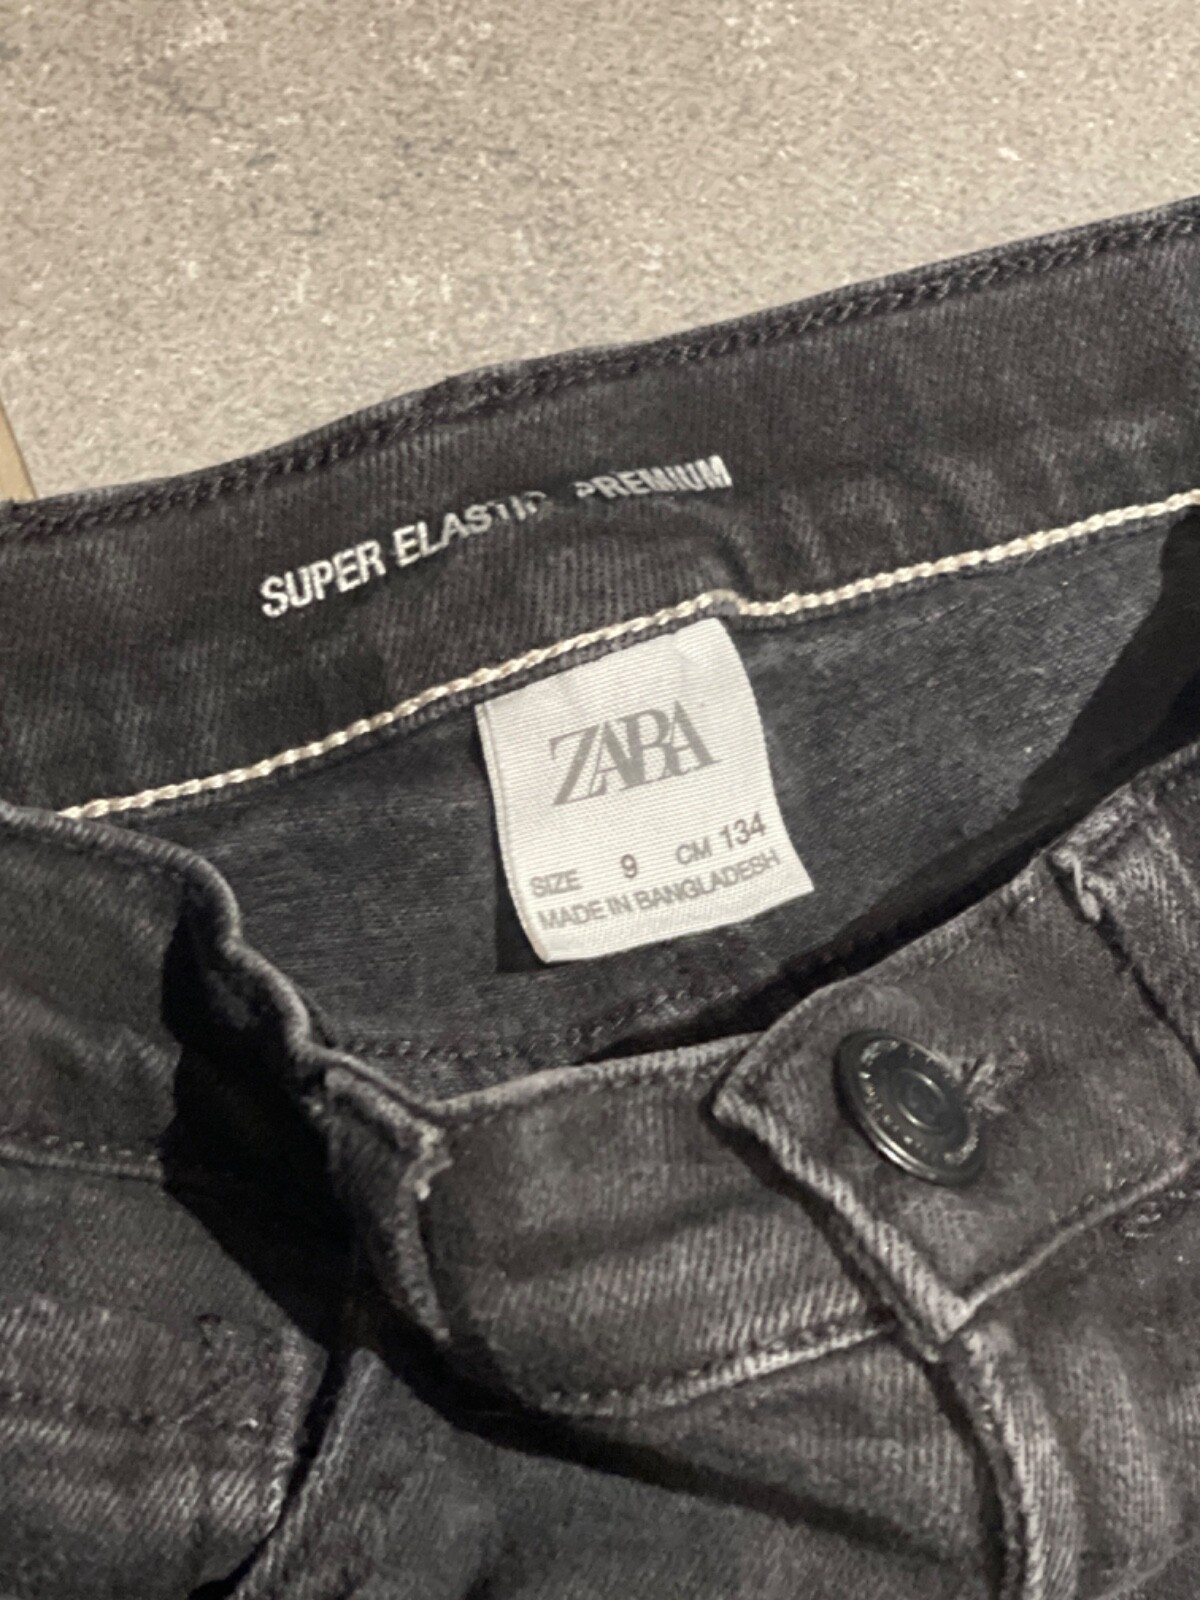 SUPER ELASTIC PREMIUM
ZARA
SIZE 9 CM 134
MADE IN BANGLADESH